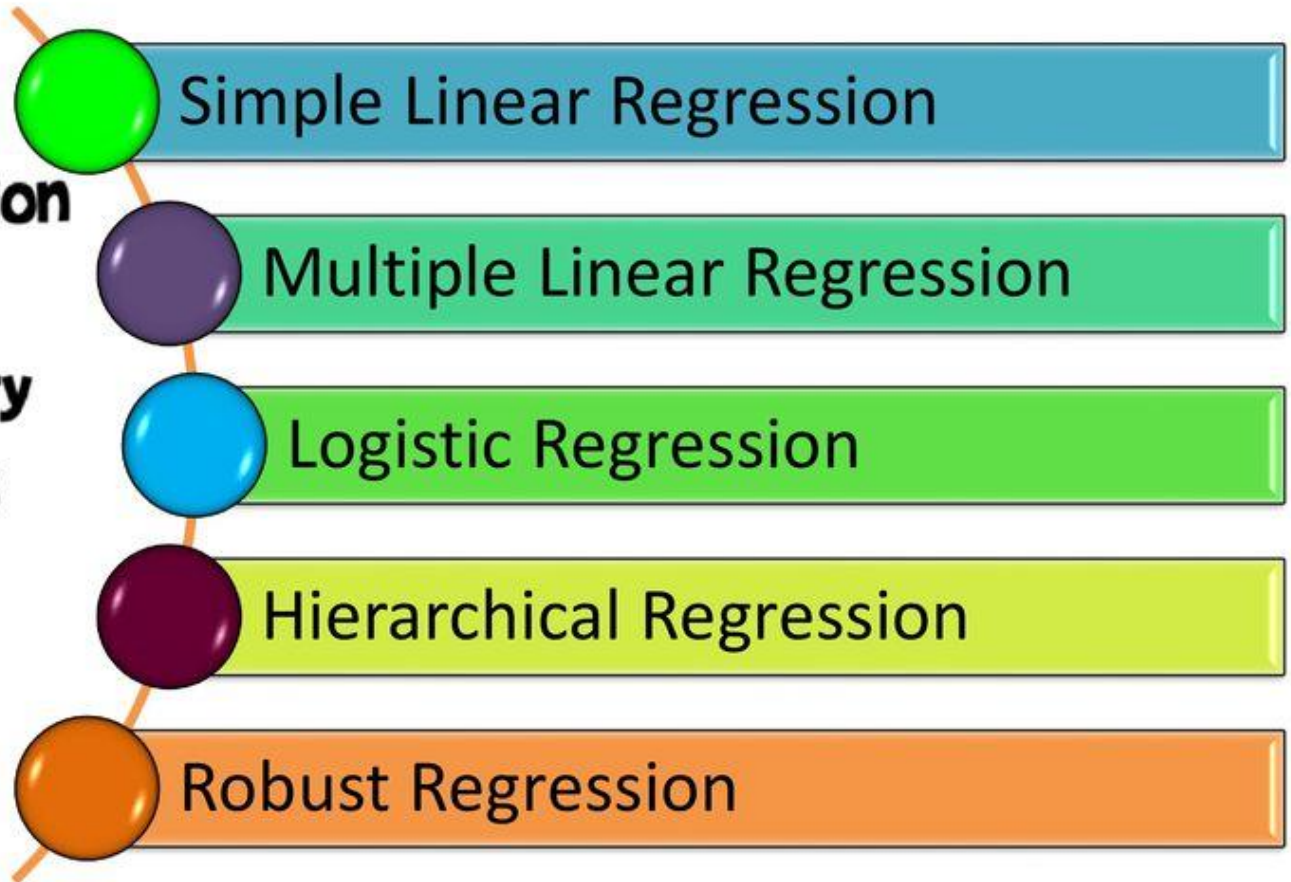 Simple Linear Regression
on
Multiple Linear Regression
y
Logistic Regression
Hierarchical Regression
Robust Regression